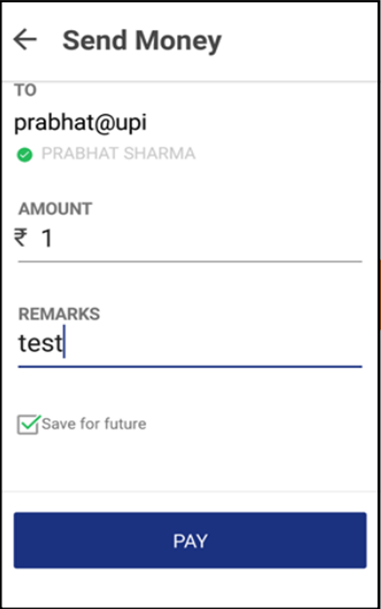 Send Money
TO
prabhat@upi
PRABHAT SHARMA
AMOUNT
₹ 1
REMARKS
test
Save for future
PAY